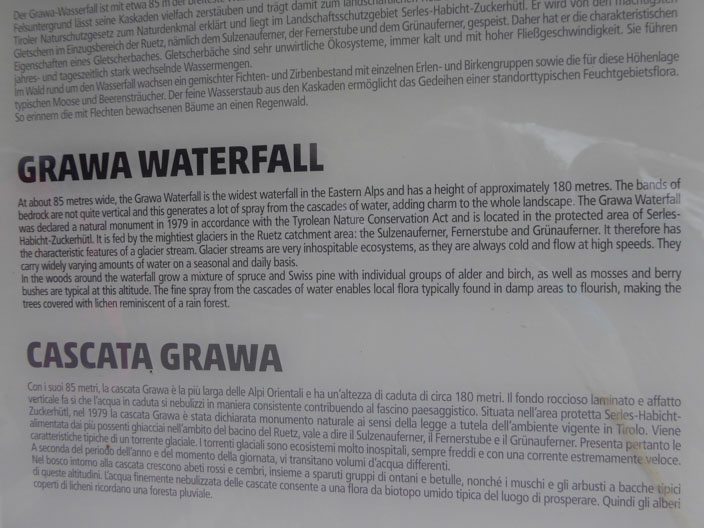 Der Grawa-Wasserfall ist mit etwa 85 m der breiteste
Felsuntergrund lässt seine Kaskaden vielfach zerstäuben und trägt damit zum landschaftlichen
Tiroler Naturschutzgesetz zum Naturdenkmal erklärt und liegt im Landschaftsschutzgebiet Serles-Habicht-Zuckerhütl. Er wird von den mächtigsten
Gletschern im Einzugsbereich der Ruetz, nämlich dem Sulzenauferner, der Fernerstube und dem Grünauferner, gespeist. Daher hat er die charakteristischen
Eigenschaften eines Gletscherbaches. Gletscherbäche sind sehr unwirtliche Ökosysteme, immer kalt und mit hoher Fließgeschwindigkeit. Sie führen
jahres- und tageszeitlich stark wechselnde Wassermengen.
Im Wald rund um den Wasserfall wachsen ein gemischter Fichten- und Zirbenbestand mit einzelnen Erlen- und Birkengruppen sowie die für diese Höhenlage
typischen Moose und Beerensträucher. Der feine Wasserstaub aus den Kaskaden ermöglicht das Gedeihen einer standorttypischen Feuchtgebietsflora.
So erinnern die mit Flechten bewachsenen Bäume an einen Regenwald.
GRAWA WATERFALL
At about 85 metres wide, the Grawa Waterfall is the widest waterfall in the Eastern Alps and has a height of approximately 180 metres. The bands of
bedrock are not quite vertical and this generates a lot of spray from the cascades of water, adding charm to the whole landscape. The Grawa Waterfall
was declared a natural monument in 1979 in accordance with the Tyrolean Nature Conservation Act and is located in the protected area of Serles-
Habicht-Zuckerhütl. It is fed by the mightiest glaciers in the Ruetz catchment area: the Sulzenauferner, Fernerstube and Grünauferner. It therefore has
the characteristic features of a glacier stream. Glacier streams are very inhospitable ecosystems, as they are always cold and flow at high speeds. They
carry widely varying amounts of water on a seasonal and daily basis.
In the woods around the waterfall grow a mixture of spruce and Swiss pine with individual groups of alder and birch, as well as mosses and berry
bushes are typical at this altitude. The fine spray from the cascades of water enables local flora typically found in damp areas to flourish, making the
trees covered with lichen reminiscent of a rain forest.
CASCATA GRAWA
Con i suoi 85 metri, la cascata Grawa è la più larga delle Alpi Orientali e ha un'altezza di caduta di circa 180 metri. Il fondo roccioso laminato e affatto
verticale fa sì che l'acqua in caduta si nebulizzi in maniera consistente contribuendo al fascino paesaggistico. Situata nell'area protetta Serles-Habicht-
Zuckerhütl, nel 1979 la cascata Grawa è stata dichiarata monumento naturale ai sensi della legge a tutela dell'ambiente vigente in Tirolo. Viene
alimentata dai più possenti ghiacciai nell'ambito del bacino del Ruetz, vale a dire il Sulzenauferner, il Fernerstube e il Grünauferner. Presenta pertanto le
caratteristiche tipiche di un torrente glaciale. I torrenti glaciali sono ecosistemi molto inospitali, sempre freddi e con una corrente estremamente veloce.
A seconda del periodo dell'anno e del momento della giornata, vi transitano volumi d'acqua differenti.
Nel bosco intorno alla cascata crescono abeti rossi e cembri, insieme a sparuti gruppi di ontani e betulle, nonché i muschi e gli arbusti a bacche tipici
di queste altitudini. L'acqua finemente nebulizzata delle cascate consente a una flora da biotopo umido tipica del luogo di prosperare. Quindi gli alberi
coperti di licheni ricordano una foresta pluviale.